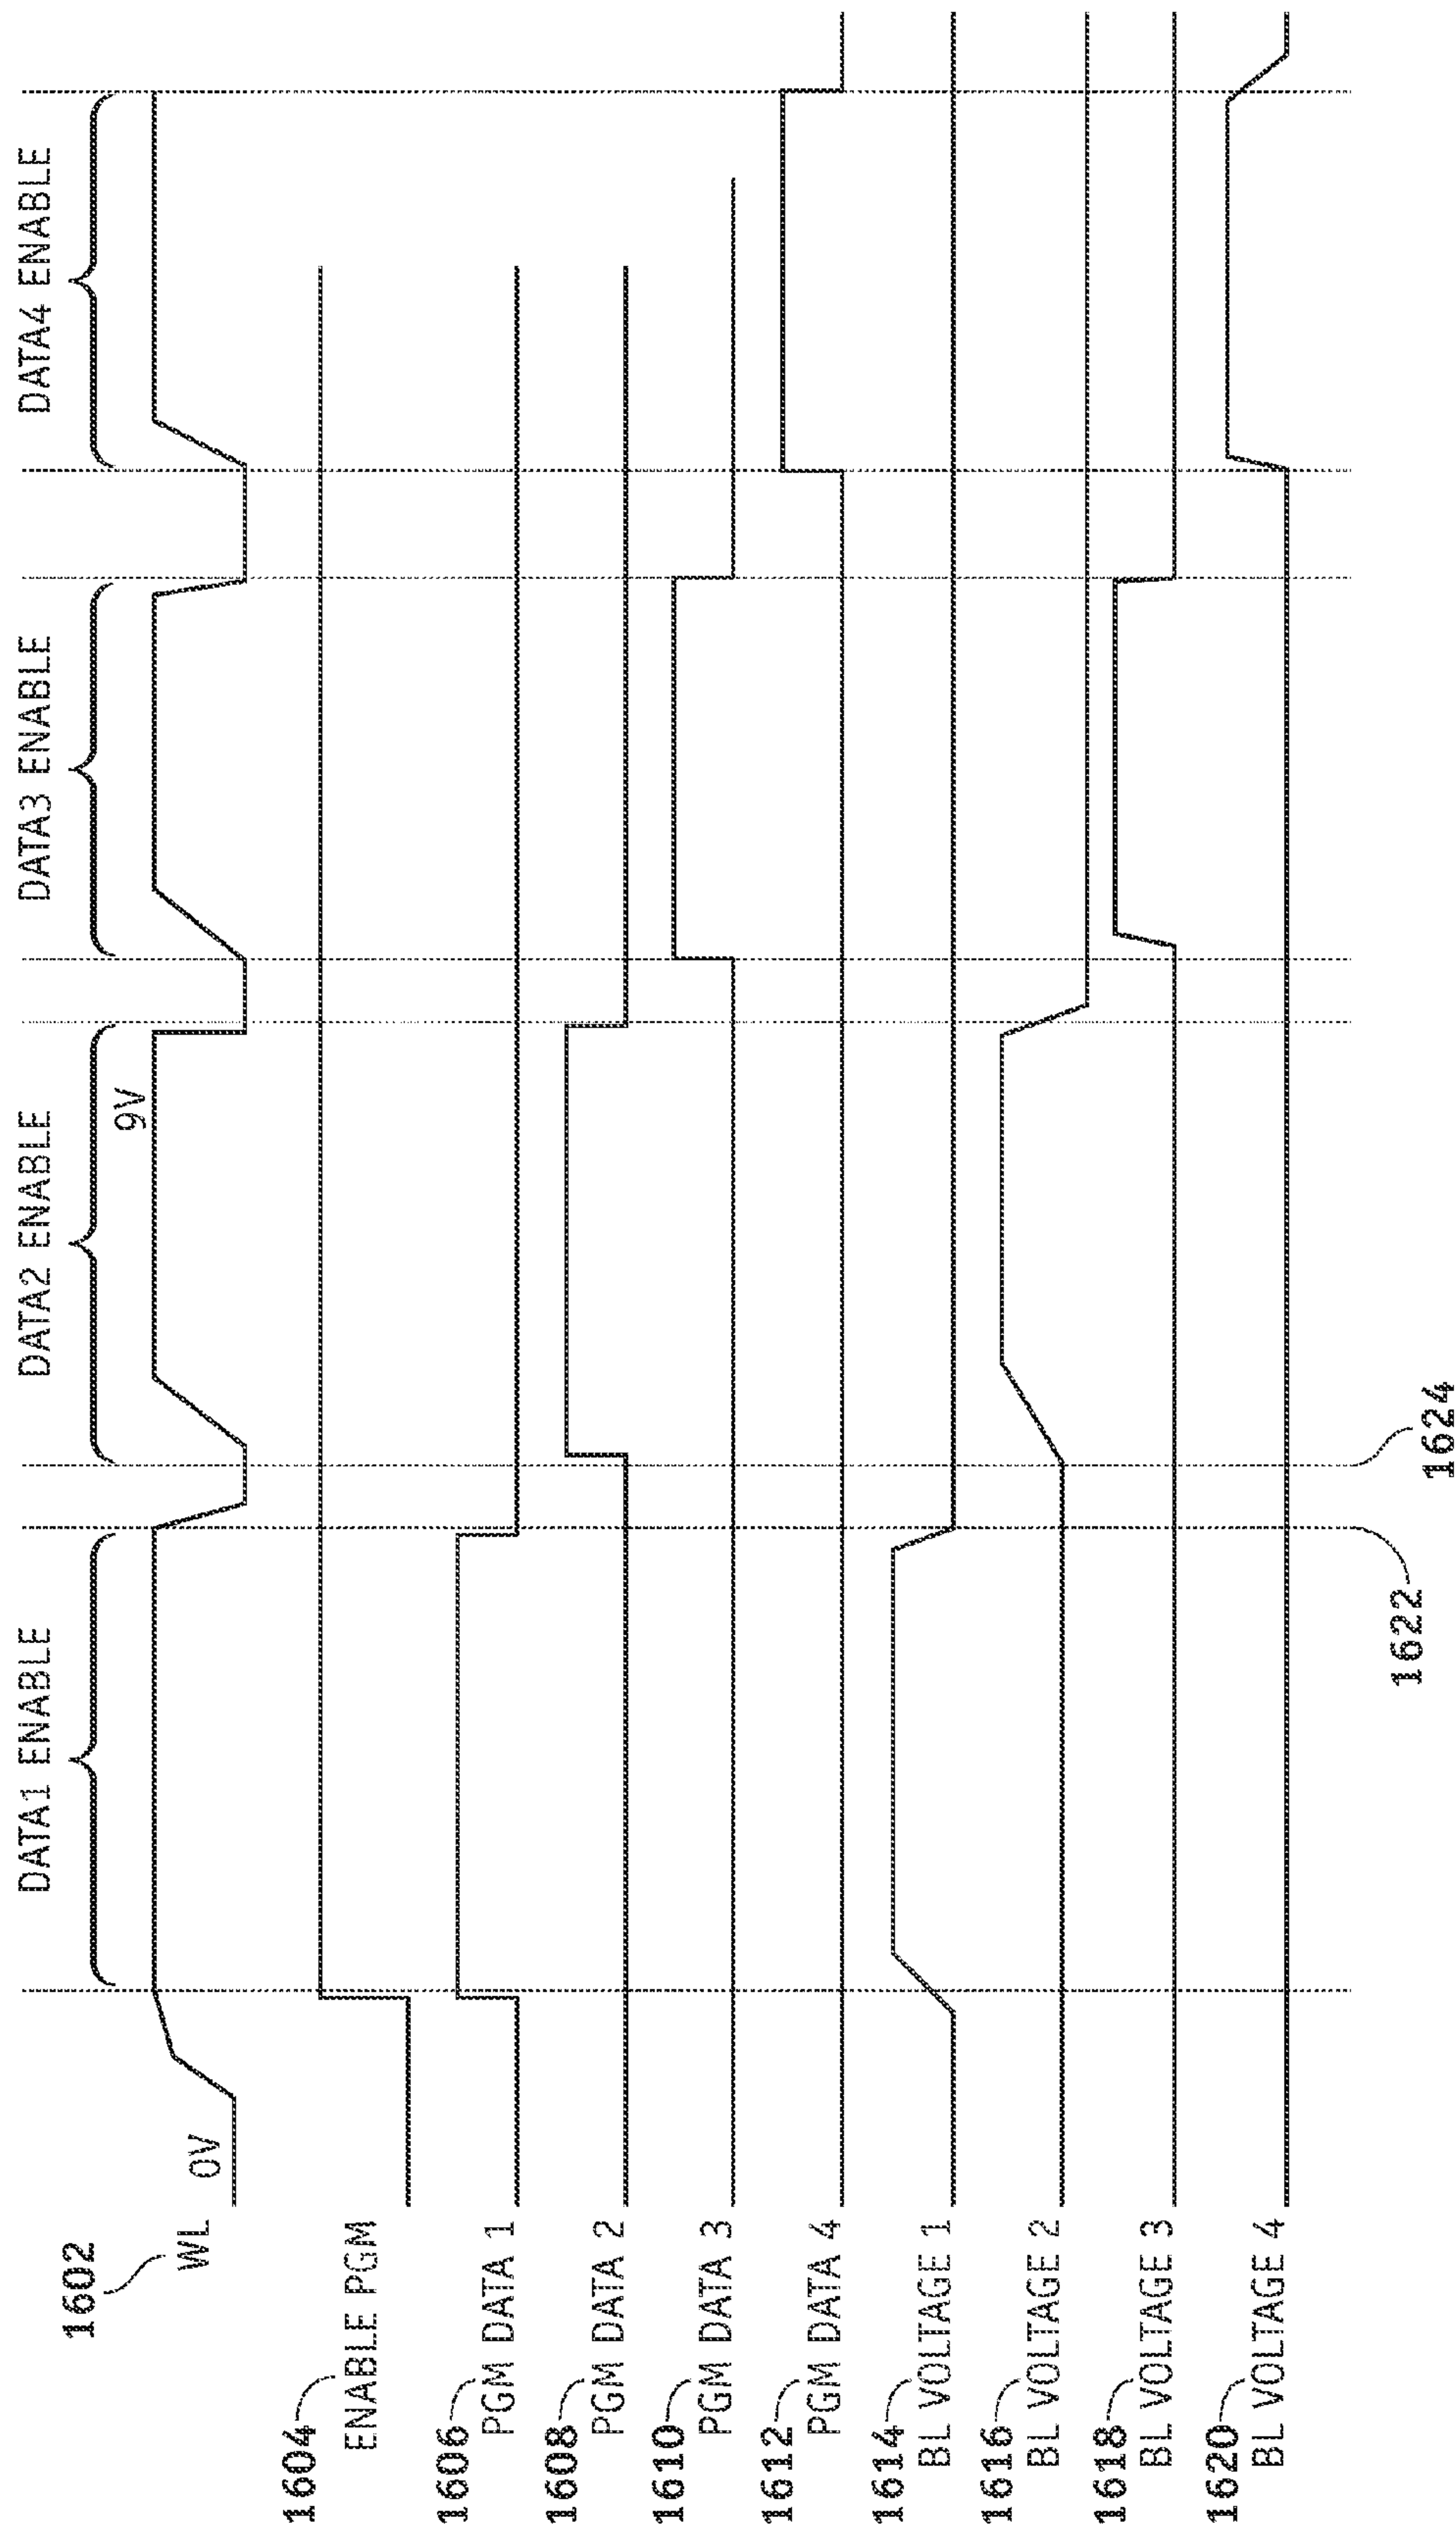 DATA1 ENABLE
DATA2 ENABLE
DATA3 ENABLE
DATA4 ENABLE
1602
WL
0V
9V
1604
ENABLE PGM
1606
PGM DATA 1
1608
PGM DATA 2
1610
PGM DATA 3
1612
PGM DATA 4
1614
BL VOLTAGE 1
1616
BL VOLTAGE 2
1618
BL VOLTAGE 3
1620
BL VOLTAGE 4
1622
1624